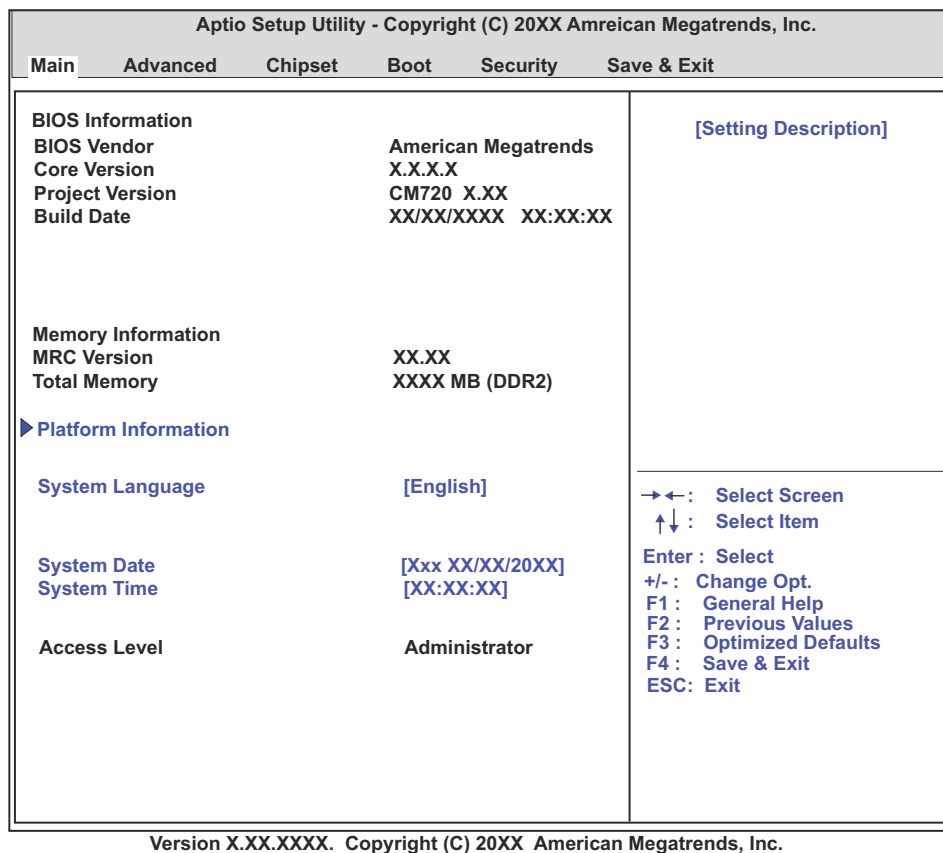 Aptio Setup Utility - Copyright (C) 20XX Amreican Megatrends, Inc.
Main Advanced Chipset Boot Security Save & Exit
BIOS Information
BIOS Vendor American Megatrends
Core Version X.X.X.X
Project Version CM720 X.XX
Build Date XX/XX/XXXX XX:XX:XX
Memory Information
MRC Version XX.XX
Total Memory XXXX MB (DDR2)
Platform Information
System Language [English]
System Date [Xxx XX/XX/20XX]
System Time [XX:XX:XX]
Access Level Administrator
[Setting Description]
→←: Select Screen
↑↓ : Select Item
Enter : Select
+/- : Change Opt.
F1 : General Help
F2 : Previous Values
F3 : Optimized Defaults
F4 : Save & Exit
ESC: Exit
Version X.XX.XXXX. Copyright (C) 20XX American Megatrends, Inc.